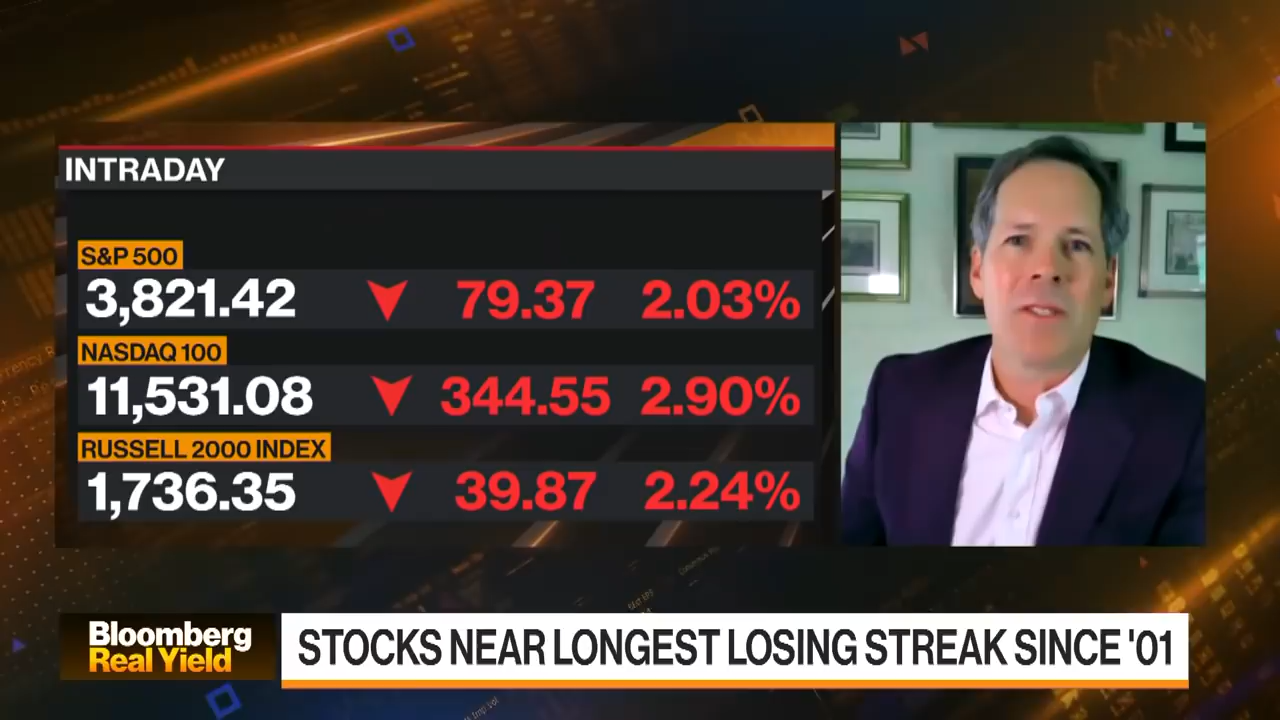 INTRADAY
S&P 500
3,821.42 79.37 2.03%
NASDAQ 100
11,531.08 344.55 2.90%
RUSSELL 2000 INDEX
1,736.35 39.87 2.24%
Bloomberg
Real Yield
STOCKS NEAR LONGEST LOSING STREAK SINCE '01